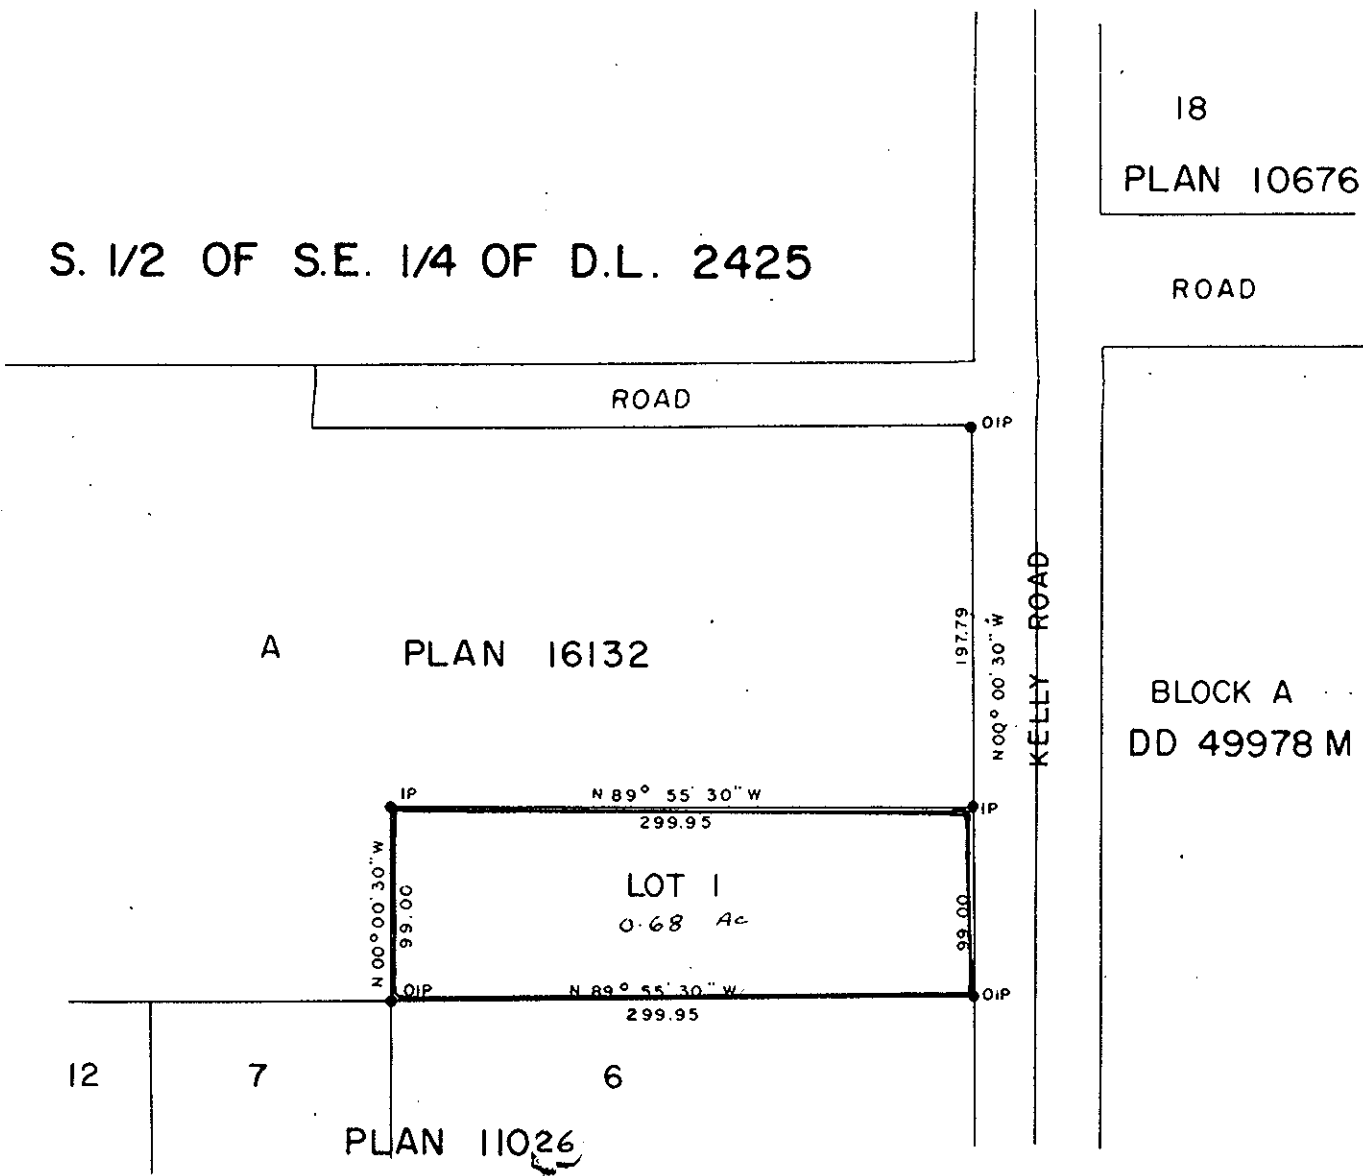 18
PLAN 10676
S. 1/2 OF S.E. 1/4 OF D.L. 2425
ROAD
ROAD
OIP
197.79
N 00° 00' 30" W
KELLY ROAD
A
PLAN 16132
BLOCK A
DD 49978 M
IP
N 89° 55' 30" W
IP
299.95
N 00° 00' 30" W
99.00
LOT 1
0.68 Ac
99.00
OIP
N 89° 55' 30" W
OIP
299.95
12
7
6
PLAN 11026